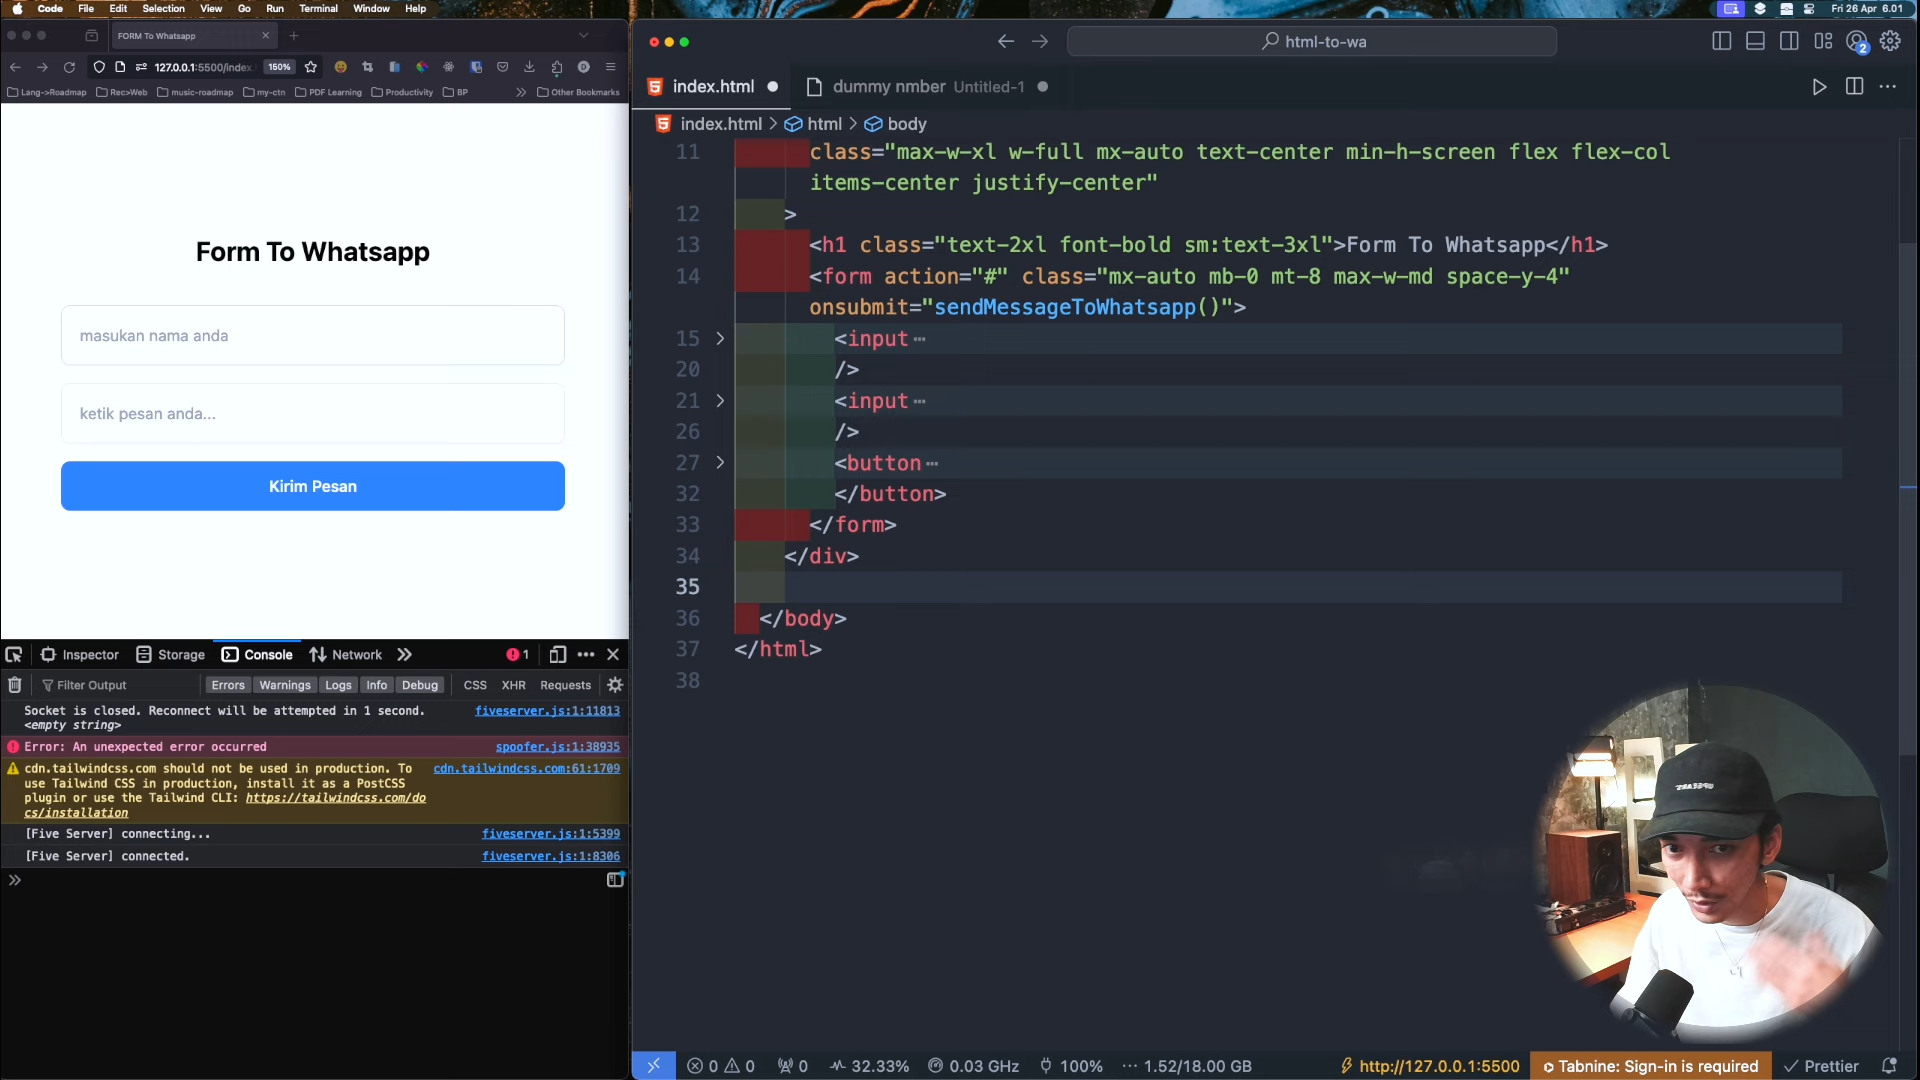 Code File Edit Selection View Go Run Terminal Window Help
Fri 26 Apr 6.01
FORM To Whatsapp
127.0.0.1:5500/index
150%
Lang->Roadmap Rec>Web music-roadmap my-ctn PDF Learning Productivity BP Other Bookmarks
Form To Whatsapp
masukan nama anda
ketik pesan anda...
Kirim Pesan
Inspector Storage Console Network 1
Filter Output Errors Warnings Logs Info Debug CSS XHR Requests
Socket is closed. Reconnect will be attempted in 1 second. fiveserver.js:1:11813
<empty string>
Error: An unexpected error occurred spoofer.js:1:38935
cdn.tailwindcss.com should not be used in production. To cdn.tailwindcss.com:61:1709
use Tailwind CSS in production, install it as a PostCSS
plugin or use the Tailwind CLI: https://tailwindcss.com/do
cs/installation
[Five Server] connecting... fiveserver.js:1:5399
[Five Server] connected. fiveserver.js:1:8306
html-to-wa
2
index.html dummy nmber Untitled-1
index.html > html > body
11 class="max-w-xl w-full mx-auto text-center min-h-screen flex flex-col
items-center justify-center"
12 >
13 <h1 class="text-2xl font-bold sm:text-3xl">Form To Whatsapp</h1>
14 <form action="#" class="mx-auto mb-0 mt-8 max-w-md space-y-4"
onsubmit="sendMessageToWhatsapp()">
15 <input ...
20 />
21 <input ...
26 />
27 <button ...
32 </button>
33 </form>
34 </div>
35
36 </body>
37 </html>
38
0 0 0 32.33% 0.03 GHz 100% 1.52/18.00 GB http://127.0.0.1:5500 Tabnine: Sign-in is required Prettier